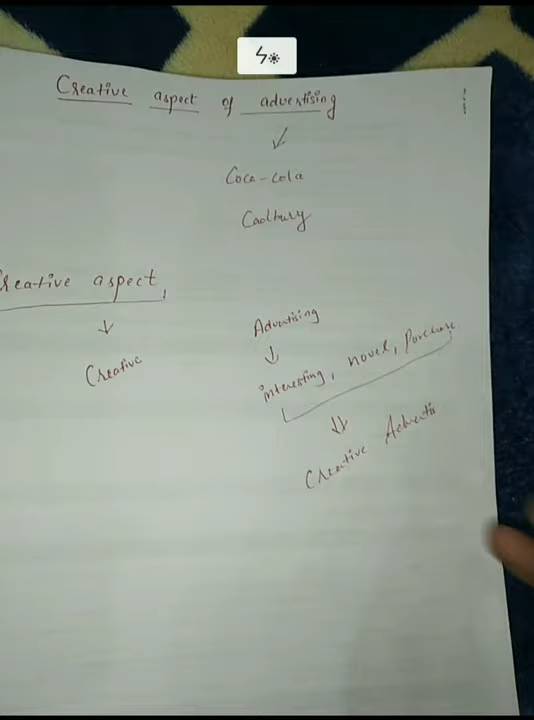 Creative aspect of advertising
Coca-cola
Cadbury
reative aspect
Creative
Advertising
interesting, novel, Purchase
Creative Advertis